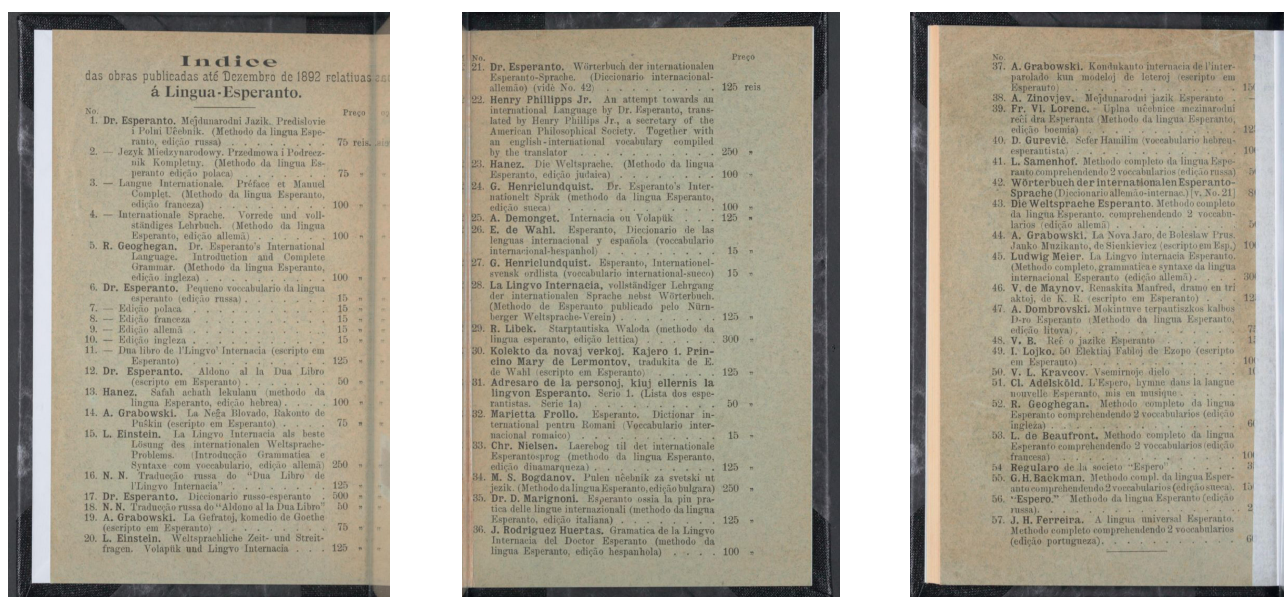 Indice
das obras publicadas até Dezembro de 1892 relativas
á Lingua-Esperanto.
No. Preço
1. Dr. Esperanto. Mejdunarodni Jazik. Predislovie
i Polni Učebnik. (Methodo da lingua Espe-
ranto, edição russa) . . . . . . 75 reis.
2. — Jezyk Miedzynarodowy. Przedmowa i Podrecz-
nik Kompletny. (Methodo da lingua Es-
peranto edição polaca) . . . . . 75 „
3. — Langue Internationale. Préface et Manuel
Complet. (Methodo da lingua Esperanto,
edição franceza) . . . . . . . 100 „
4. — Internationale Sprache. Vorrede und voll-
ständiges Lehrbuch. (Methodo da lingua
Esperanto, edição allemã) . . . . . 100 „
5. R. Geoghegan. Dr. Esperanto's International
Language. Introduction and Complete
Grammar. (Methodo da lingua Esperanto,
edição ingleza) . . . . . . . . 100 „
6. Dr. Esperanto. Pequeno vocabulario da lingua
esperanto (edição russa) . . . . . . 15 „
7. — Edição polaca . . . . . . . . 15 „
8. — Edição franceza . . . . . . . 15 „
9. — Edição allemã . . . . . . . . 15 „
10. — Edição ingleza . . . . . . . . 15 „
11. — Dua libro de l'Lingvo' Internacia (escripto em
Esperanto) . . . . . . . . . 125 „
12. Dr. Esperanto. Aldono al la Dua Libro
(escripto em Esperanto) . . . . . . 50 „
13. Hanez. Safah achath lekulanu (methodo da
lingua Esperanto, edição hebrea) . . . . 100 „
14. A. Grabowski. La Neĝa Blovado, Rakonto de
Puŝkin (escripto em Esperanto) . . . . 75 „
15. L. Einstein. La Lingvo Internacia als beste
Lösung des internationalen Weltsprache-
Problems. (Introducção Grammatica e
Syntaxe com voccabulario, edição allemã) 250 „
16. N. N. Traducção russa do "Dua Libro de
l'Lingvo Internacia" . . . . . . . 125 „
17. Dr. Esperanto. Diccionario russo-esperanto . 500 „
18. N. N. Traducção russa do "Aldono al la Dua Libro" 50 „
19. A. Grabowski. La Gefratoj, komedio de Goethe
(escripto em Esperanto) . . . . . . 75 „
20. L. Einstein. Weltsprachliche Zeit- und Streit-
fragen. Volapük und Lingvo Internacia . . . 125 „
No. Preço
21. Dr. Esperanto. Wörterbuch der internationalen
Esperanto-Sprache. (Diccionario internacional-
allemão) (vidè No. 42) . . . . . . 125 reis
22. Henry Phillipps Jr. An attempt towards an
international Language by Dr. Esperanto, trans-
lated by Henry Phillips Jr., a secretary of the
American Philosophical Society. Together with
an english-international vocabulary compiled
by the translator . . . . . . . 250 „
23. Hanez. Die Weltsprache. (Methodo da lingua
Esperanto, edição judaica) . . . . . 100 „
24. G. Henriclundquist. Dr. Esperanto's Inter-
nationelt Språk (methodo da lingua Esperanto,
edição sueca) . . . . . . . . 100 „
25. A. Demonget. Internacia ou Volapük . . . 125 „
26. E. de Wahl. Esperanto, Diccionario de las
lenguas internacional y española (voccabulario
internacional-hespanhol) . . . . . . 15 „
27. G. Henriclundquist. Esperanto, Internationel-
svensk ordlista (voccabulario international-sueco) 15 „
28. La Lingvo Internacia, vollständiger Lehrgang
der internationalen Sprache nebst Wörterbuch.
(Methodo de Esperanto publicado pelo Nürn-
berger Weltsprache-Verein) . . . . . 125 „
29. R. Libek. Starptautiska Waloda (methodo da
lingua esperanto, edição lettica) . . . . 300 „
30. Kolekto da novaj verkoj. Kajero 1. Prin-
cino Mary de Lermontov, tradukita de E.
de Wahl (escripto em Esperanto) . . . . 125 „
31. Adresaro de la personoj, kiuj ellernis la
lingvon Esperanto. Serio 1. (Lista dos espe-
rantistas. Serie 1a) . . . . . . . 50 „
32. Marietta Frollo. Esperanto. Dictionar in-
ternational pentru Romani (Voccabulario inter-
nacional romaico) . . . . . . . 15 „
33. Chr. Nielsen. Laerebog til det internationale
Esperantosprog (methodo da lingua Esperanto,
edição dinamarqueza) . . . . . . . 125 „
34. M. S. Bogdanov. Pulen učebnik za svetski ut
jezik. (Methodo da lingua Esperanto, edição bulgara) 250 „
35. Dr. D. Marignoni. Esperanto ossia la pin pra-
tica delle lingue internazionali (methodo da lingua
Esperanto, edição italiana) . . . . . 125 „
36. J. Rodriguez Huertas. Gramatica de la Lingvo
Internacia del Doctor Esperanto (methodo da
lingua Esperanto, edição hespanhola) . . . . 100 „
No.
37. A. Grabowski. Kondukanto internacia de l'inter-
parolado kun modeloj de leteroj (escripto em
Esperanto) . . . . . . . . .
38. A. Zinovjev. Mejdunarodni jazik Esperanto . .
39. Fr. Vl. Lorenc. Uplna učebnice mezinarodni
reči dra Esperanta (Methodo da lingua Esperanto,
edição boemia) . . . . . . . .
40. D. Gurevič. Sefer Hamilim (voccabulario hebreu-
esperantista) . . . . . . . . .
41. L. Samenhof. Methodo completo da lingua Espe-
ranto comprehendendo 2 voccabularios (edição russa)
42. Wörterbuch der internationalen Esperanto-
Sprache (Diccionario allemão-internac.) [v. No. 21]
43. Die Weltsprache Esperanto. Methodo completo
da lingua Esperanto. comprehendendo 2 voccabu-
larios (edição allemã) . . . . . . .
44. A. Grabowski. La Nova Jaro, de Boleslaw Prus,
Janko Muzikanto, de Sienkievicz (escripto em Esp.)
45. Ludwig Meier. La Lingvo internacia Esperanto.
(Methodo completo, grammatica e syntaxe da lingua
internacional Esperanto (edição allemã) . . . .
46. V. de Maynov. Renaskita Manfred, dramo en tri
aktoj, de K. R. (escripto em Esperanto) . . .
47. A. Dombrovski. Mokintuve terpautiszkos kalbos
D-ro Esperanto (Methodo da lingua Esperanto,
edição litova) . . . . . . . .
48. V. B. Reč o jazike Esperanto . . . . .
49. I. Lojko. 50 Elektiaj Fabloj de Ezopo (escripto
em Esperanto) . . . . . . . .
50. V. L. Kravcov. Vsemirnoje djelo . . . .
51. Cl. Adelsköld. L'Espero, hymne dans la langue
nouvelle Esperanto, mis en musique . . . .
52. R. Geoghegan. Methodo completo da lingua
Esperanto comprehendendo 2 voccabularios (edição
ingleza) . . . . . . . . . .
53. L. de Beaufront. Methodo completo da lingua
Esperanto comprehendendo 2 voccabularios (edição
francesa) . . . . . . . . . .
54 Regularo de la societo "Espero" . . . .
55. G. H. Backman. Methodo compl. da lingua Esper-
anto comprehendendo 2 voccabularios (edição sueca).
56. "Espero." Methodo da lingua Esperanto (edição
russa). . . . . . . . . . .
57. J. H. Ferreira. A lingua universal Esperanto.
Methodo completo comprehendendo 2 voccabularios
(edição portugueza). . . . . . . .